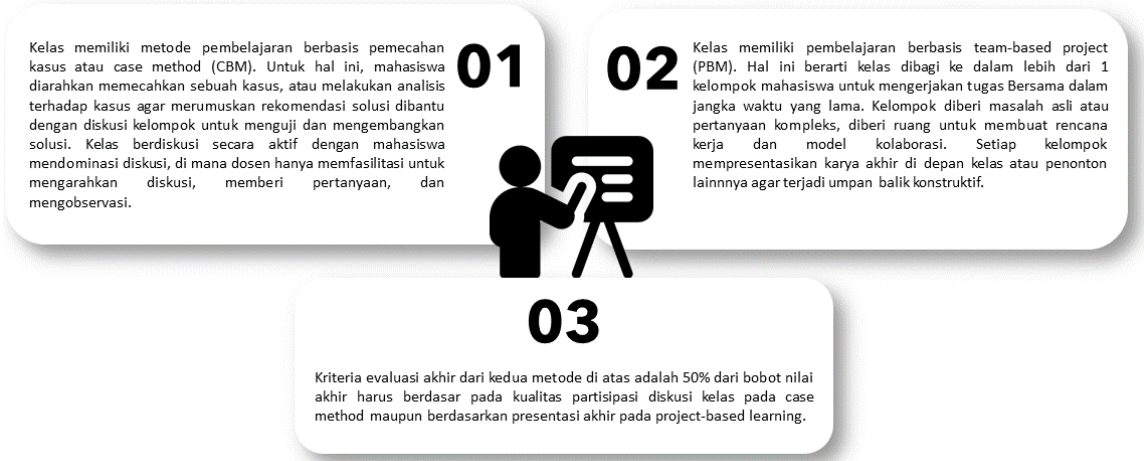 01
Kelas memiliki metode pembelajaran berbasis pemecahan
kasus atau case method (CBM). Untuk hal ini, mahasiswa
diarahkan memecahkan sebuah kasus, atau melakukan analisis
terhadap kasus agar merumuskan rekomendasi solusi dibantu
dengan diskusi kelompok untuk menguji dan mengembangkan
solusi. Kelas berdiskusi secara aktif dengan mahasiswa
mendominasi diskusi, di mana dosen hanya memfasilitasi untuk
mengarahkan diskusi, memberi pertanyaan, dan
mengobservasi.
02
Kelas memiliki pembelajaran berbasis team-based project
(PBM). Hal ini berarti kelas dibagi ke dalam lebih dari 1
kelompok mahasiswa untuk mengerjakan tugas Bersama dalam
jangka waktu yang lama. Kelompok diberi masalah asli atau
pertanyaan kompleks, diberi ruang untuk membuat rencana
kerja dan model kolaborasi. Setiap kelompok
mempresentasikan karya akhir di depan kelas atau penonton
lainnnya agar terjadi umpan balik konstruktif.
03
Kriteria evaluasi akhir dari kedua metode di atas adalah 50% dari bobot nilai
akhir harus berdasar pada kualitas partisipasi diskusi kelas pada case
method maupun berdasarkan presentasi akhir pada project-based learning.